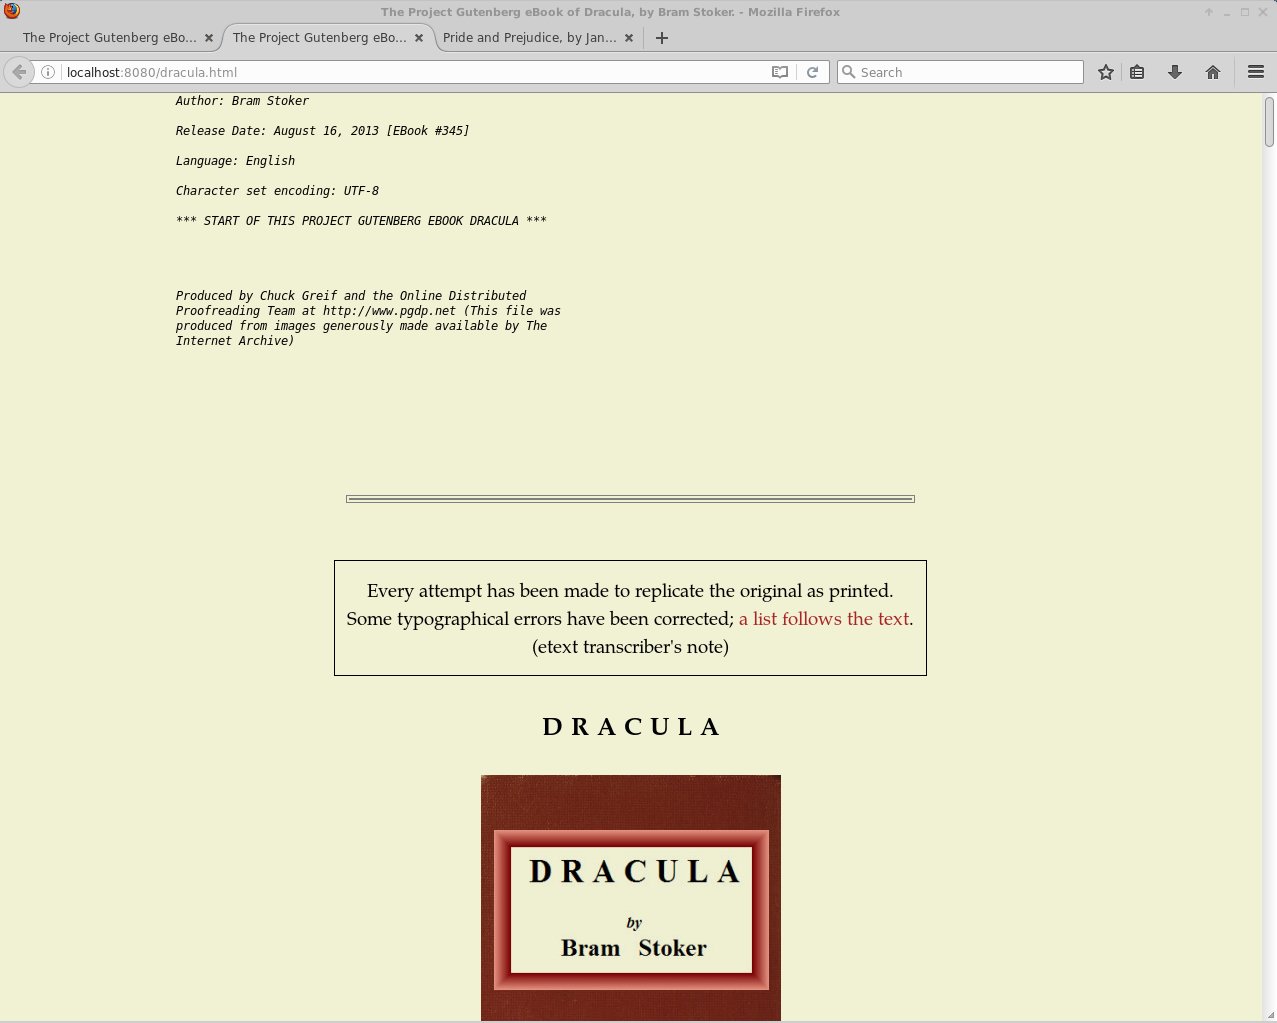 The Project Gutenberg eBook of Dracula, by Bram Stoker. - Mozilla Firefox
The Project Gutenberg eBo...
The Project Gutenberg eBo...
Pride and Prejudice, by Jan...
localhost:8080/dracula.html
Search
Author: Bram Stoker
Release Date: August 16, 2013 [EBook #345]
Language: English
Character set encoding: UTF-8
*** START OF THIS PROJECT GUTENBERG EBOOK DRACULA ***
Produced by Chuck Greif and the Online Distributed
Proofreading Team at http://www.pgdp.net (This file was
produced from images generously made available by The
Internet Archive)
Every attempt has been made to replicate the original as printed.
Some typographical errors have been corrected; a list follows the text.
(etext transcriber's note)
D R A C U L A
D R A C U L A
by
Bram Stoker